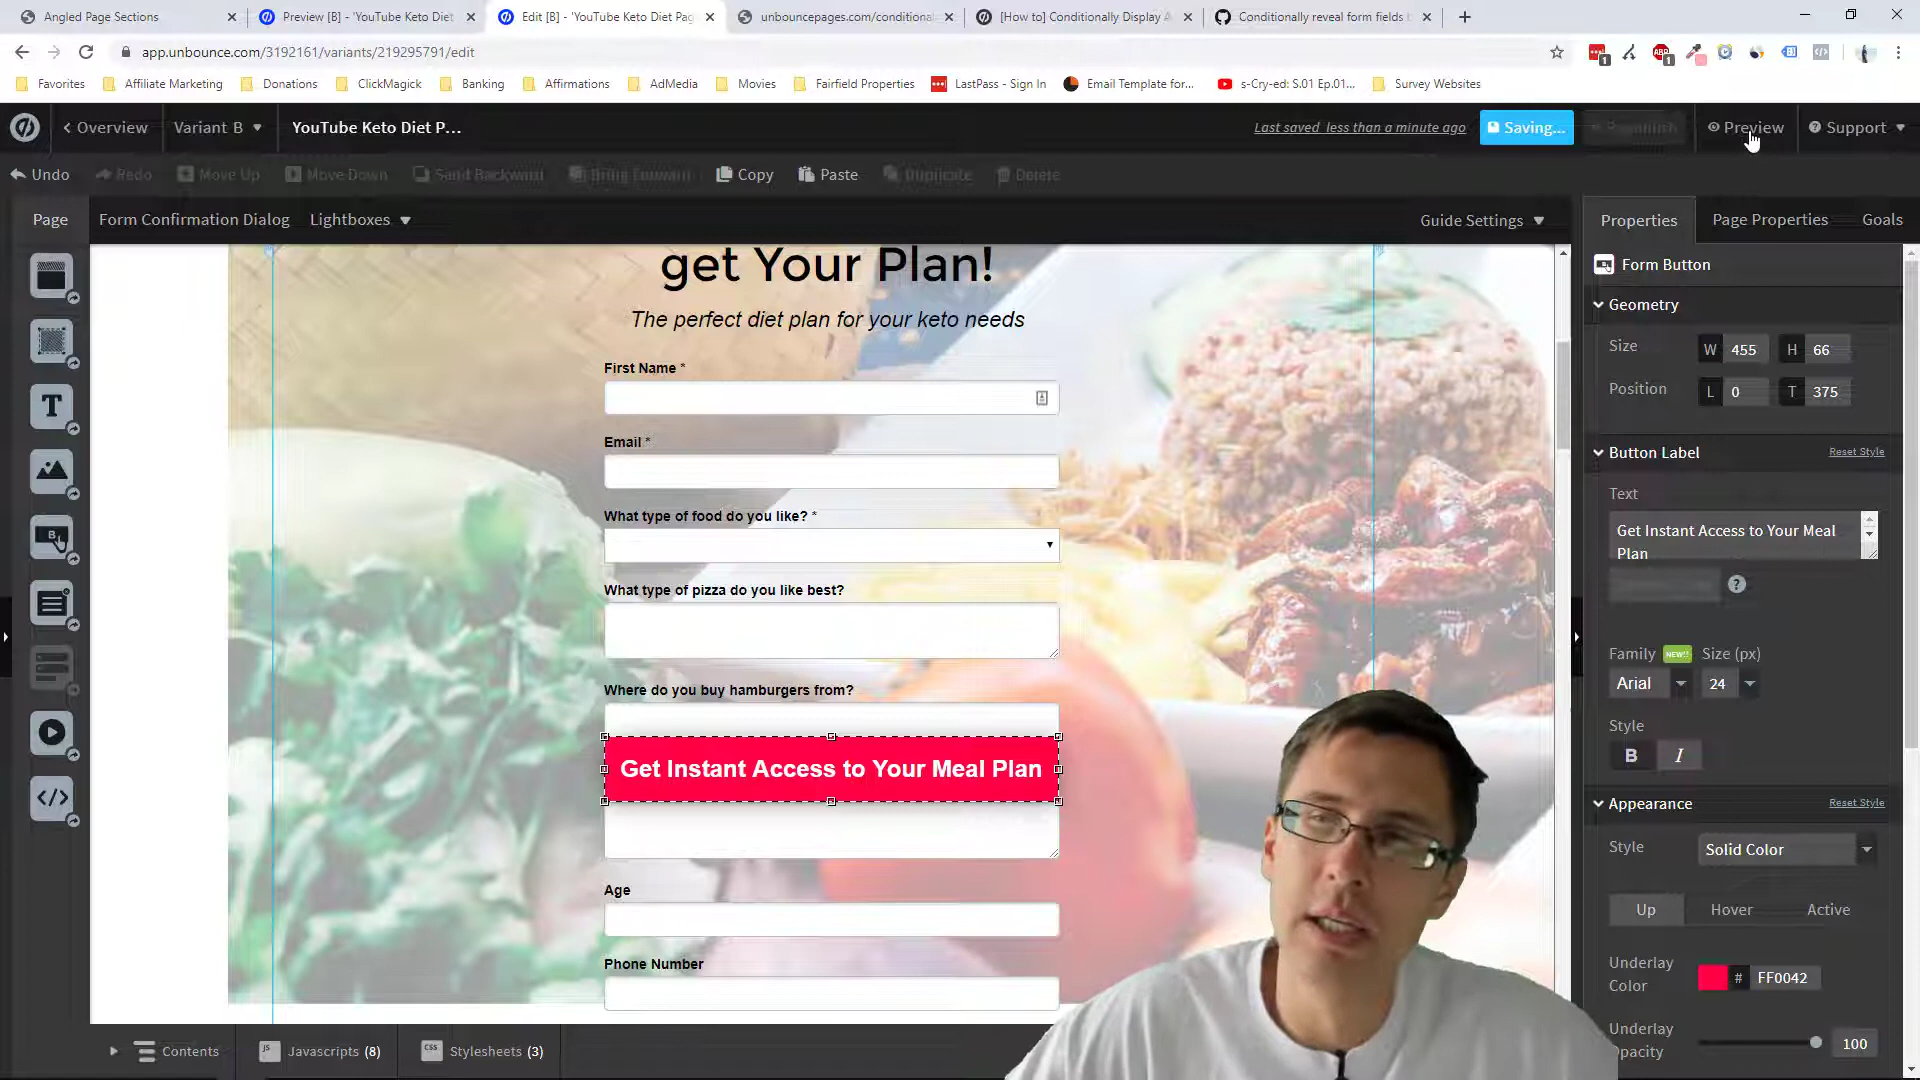 Angled Page Sections
Preview [B] - 'YouTube Keto Diet
Edit [B] - 'YouTube Keto Diet Pag
unbouncepages.com/conditional
[How to] Conditionally Display A
Conditionally reveal form fields b
app.unbounce.com/3192161/variants/219295791/edit
Favorites
Affiliate Marketing
Donations
ClickMagick
Banking
Affirmations
AdMedia
Movies
Fairfield Properties
LastPass - Sign In
Email Template for...
s-Cry-ed: S.01 Ep.01...
Survey Websites
Overview
Variant B
YouTube Keto Diet P...
Last saved less than a minute ago
Saving...
Republish
Preview
Support
Undo
Redo
Move Up
Move Down
Send Backward
Bring Forward
Copy
Paste
Duplicate
Delete
Page
Form Confirmation Dialog
Lightboxes
Guide Settings
Properties
Page Properties
Goals
get Your Plan!
The perfect diet plan for your keto needs
First Name *
Email *
What type of food do you like? *
What type of pizza do you like best?
Where do you buy hamburgers from?
Get Instant Access to Your Meal Plan
Age
Phone Number
Form Button
Geometry
Size
W 455
H 66
Position
L 0
T 375
Button Label
Reset Style
Text
Get Instant Access to Your Meal
Plan
Family NEW!! Size (px)
Arial
24
Style
B I
Appearance
Reset Style
Style
Solid Color
Up
Hover
Active
Underlay
Color
# FF0042
Underlay
Opacity
100
Contents
JS Javascripts (8)
CSS Stylesheets (3)